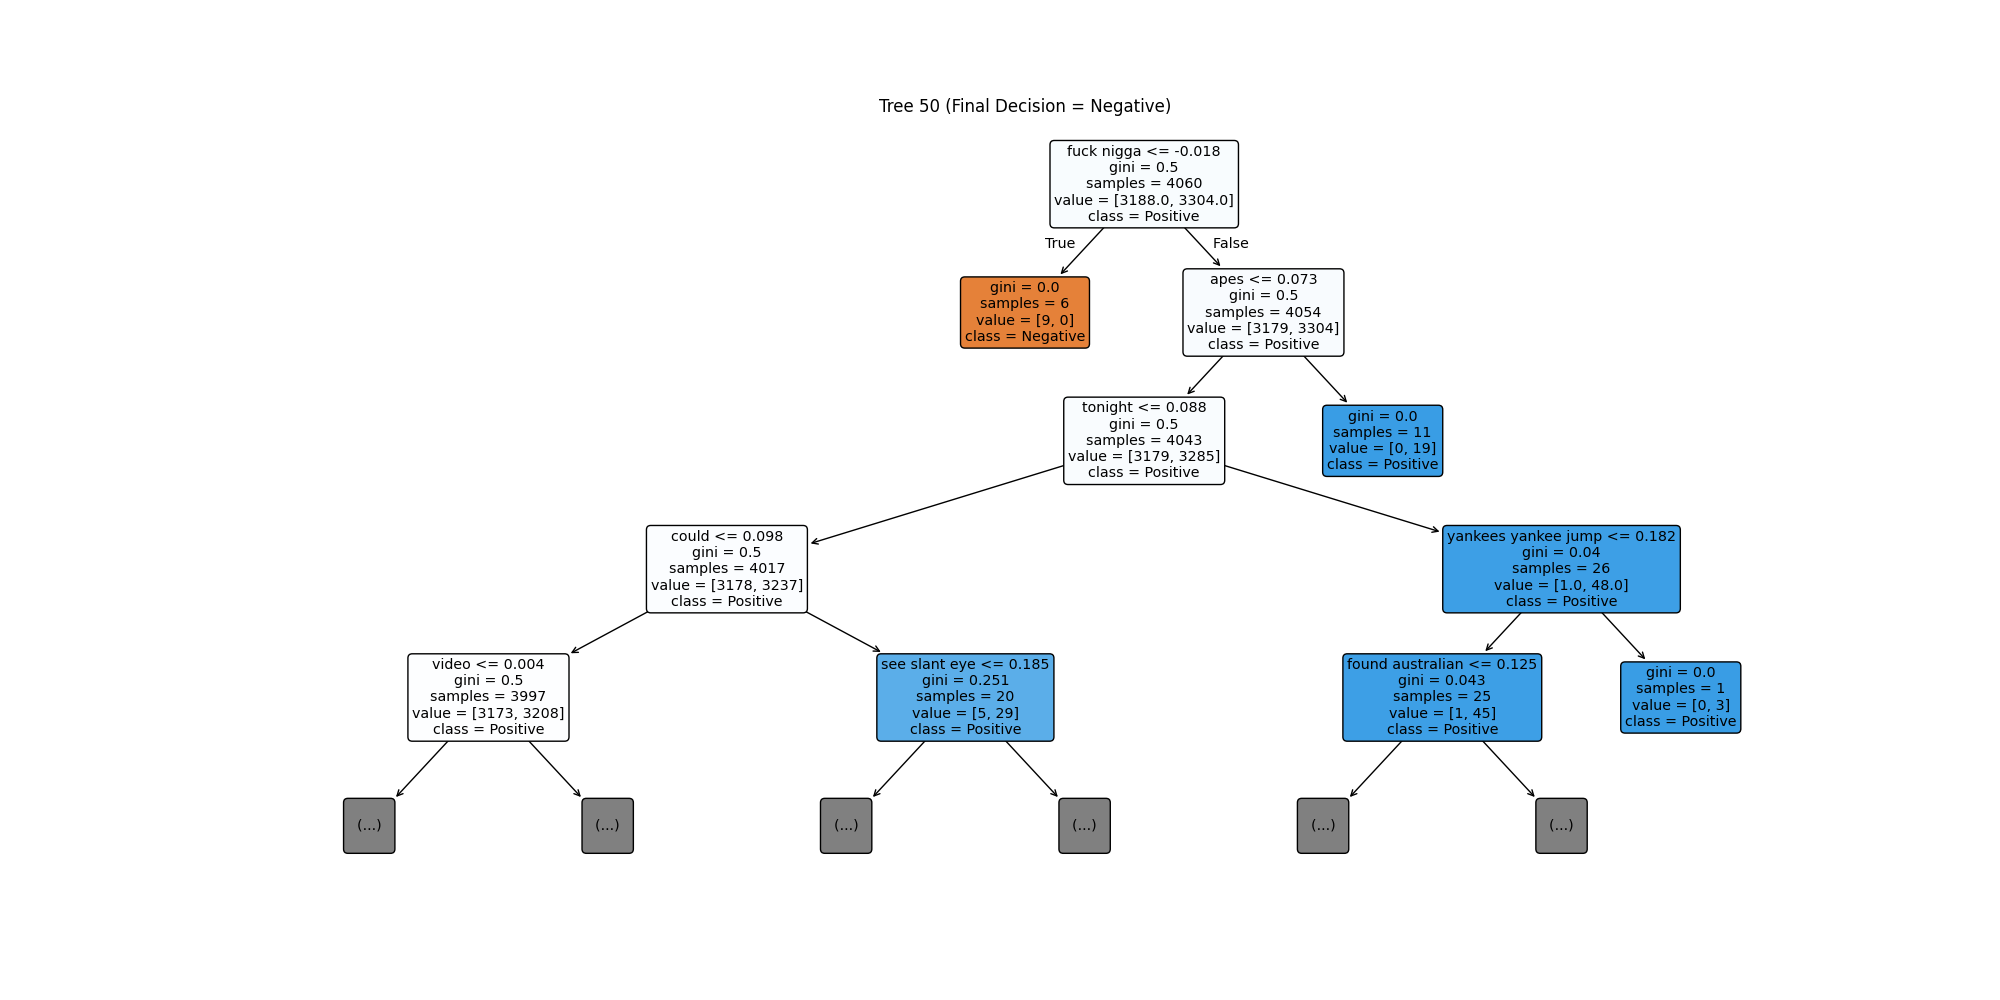 Tree 50 (Final Decision = Negative)
fuck nigga <= -0.018
gini = 0.5
samples = 4060
value = [3188.0, 3304.0]
class = Positive
True
False
gini = 0.0
samples = 6
value = [9, 0]
class = Negative
apes <= 0.073
gini = 0.5
samples = 4054
value = [3179, 3304]
class = Positive
tonight <= 0.088
gini = 0.5
samples = 4043
value = [3179, 3285]
class = Positive
gini = 0.0
samples = 11
value = [0, 19]
class = Positive
could <= 0.098
gini = 0.5
samples = 4017
value = [3178, 3237]
class = Positive
yankees yankee jump <= 0.182
gini = 0.04
samples = 26
value = [1.0, 48.0]
class = Positive
video <= 0.004
gini = 0.5
samples = 3997
value = [3173, 3208]
class = Positive
see slant eye <= 0.185
gini = 0.251
samples = 20
value = [5, 29]
class = Positive
found australian <= 0.125
gini = 0.043
samples = 25
value = [1, 45]
class = Positive
gini = 0.0
samples = 1
value = [0, 3]
class = Positive
(...)
(...)
(...)
(...)
(...)
(...)